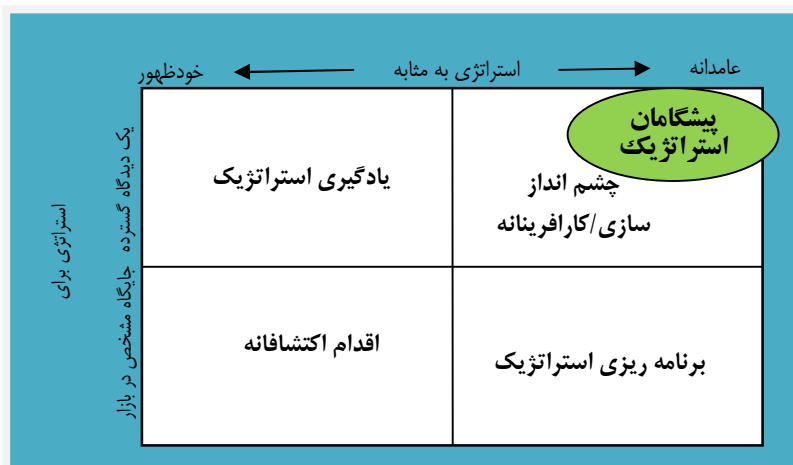 عامدانه
استراتژی به مثابه
خودظهور
پیشگامان
استراتژیک
چشم انداز
سازی/کارافرینانه
یادگیری استراتژیک
برنامه ریزی استراتژیک
اقدام اکتشافانه
یک دیدگاه گسترده
جایگاه مشخص در بازار
استراتژی برای